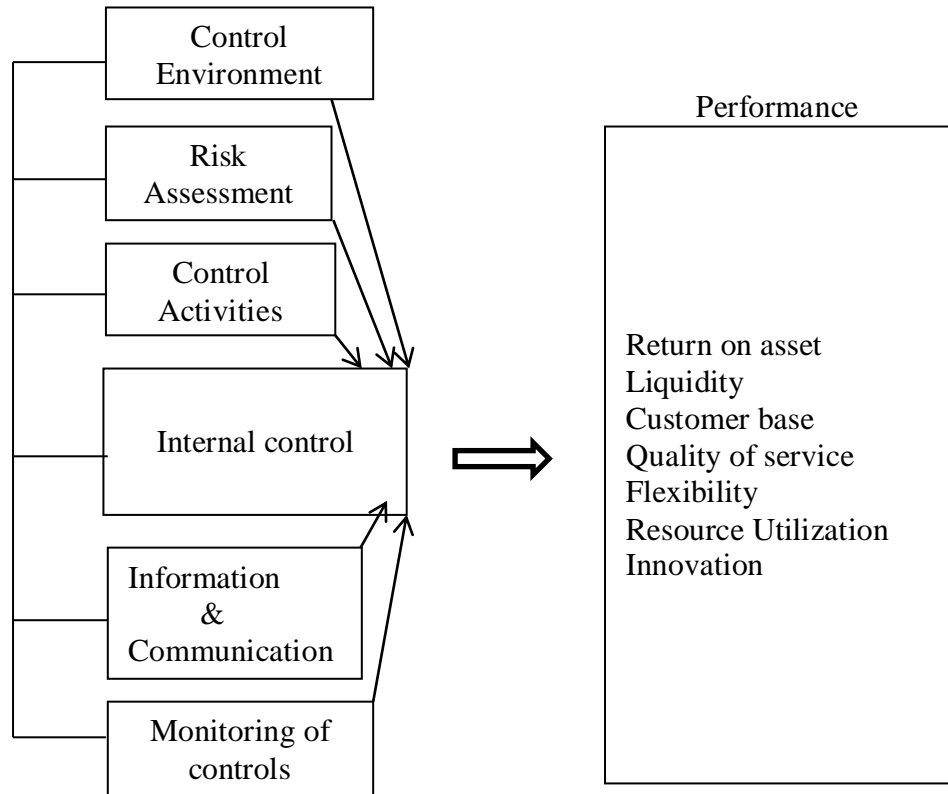 Control
Environment
Risk
Assessment
Control
Activities
Internal control
Information
&
Communication
Monitoring of
controls
Performance
Return on asset
Liquidity
Customer base
Quality of service
Flexibility
Resource Utilization
Innovation